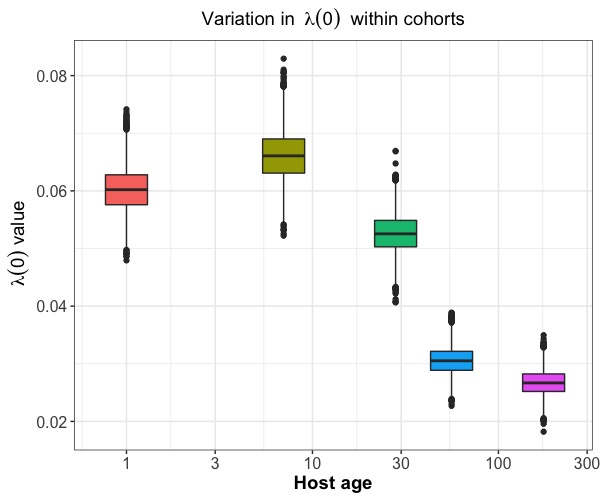 Variation in λ(0) within cohorts
λ(0) value
0.08
0.06
0.04
0.02
1 3 10 30 100 300
Host age